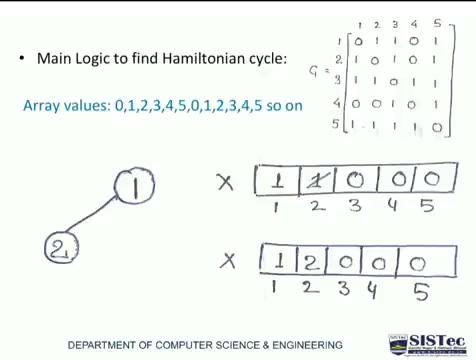 1 2 3 4 5
• Main Logic to find Hamiltonian cycle:
1 0 1 1 0 1
2 1 0 1 0 1
G =
3 1 1 0 1 1
Array values: 0,1,2,3,4,5,0,1,2,3,4,5 so on
4 0 0 1 0 1
5 1 1 1 1 0
1
X 1 1 0 0 0
1 2 3 4 5
2
X 1 2 0 0 0
1 2 3 4 5
DEPARTMENT OF COMPUTER SCIENCE & ENGINEERING
SISTec